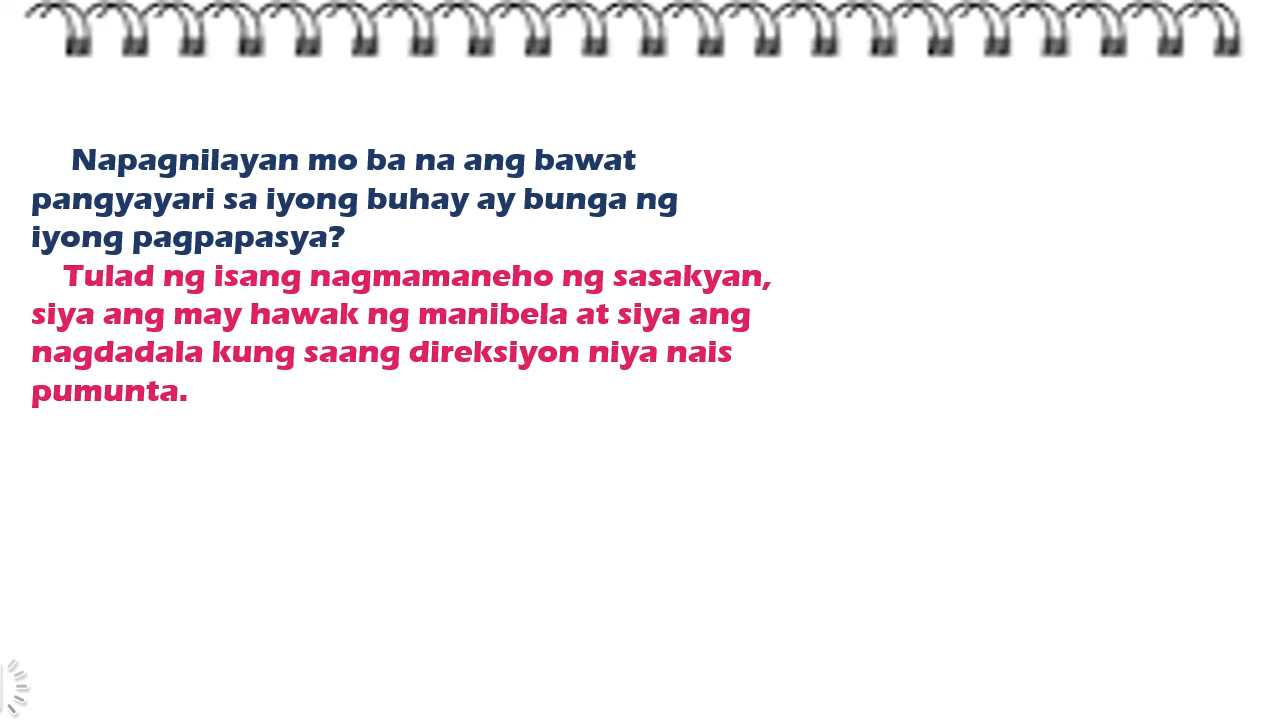 Napagnilayan mo ba na ang bawat
pangyayari sa iyong buhay ay bunga ng
iyong pagpapasya?
Tulad ng isang nagmamaneho ng sasakyan,
siya ang may hawak ng manibela at siya ang
nagdadala kung saang direksiyon niya nais
pumunta.